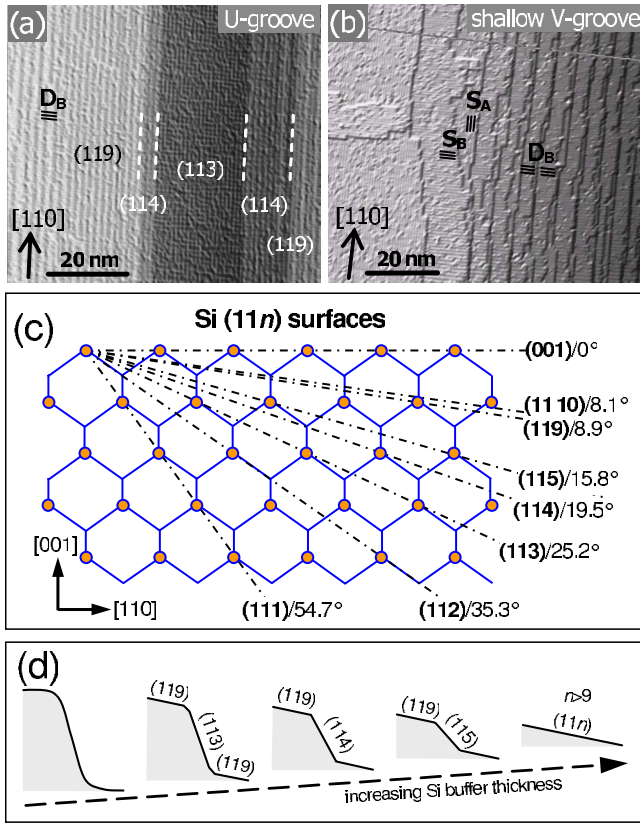 (a) U-groove
D_B
(119)
(113)
(114)
(114)
(119)
[110]
20 nm
(b) shallow V-groove
S_A
S_B
D_B
[110]
20 nm
(c) Si (11n) surfaces
(001)/0°
(11 10)/8.1°
(119)/8.9°
(115)/15.8°
(114)/19.5°
(113)/25.2°
(112)/35.3°
(111)/54.7°
[001]
[110]
(d)
(119)
(113)
(119)
(119)
(114)
(119)
(115)
n>9
(11n)
increasing Si buffer thickness